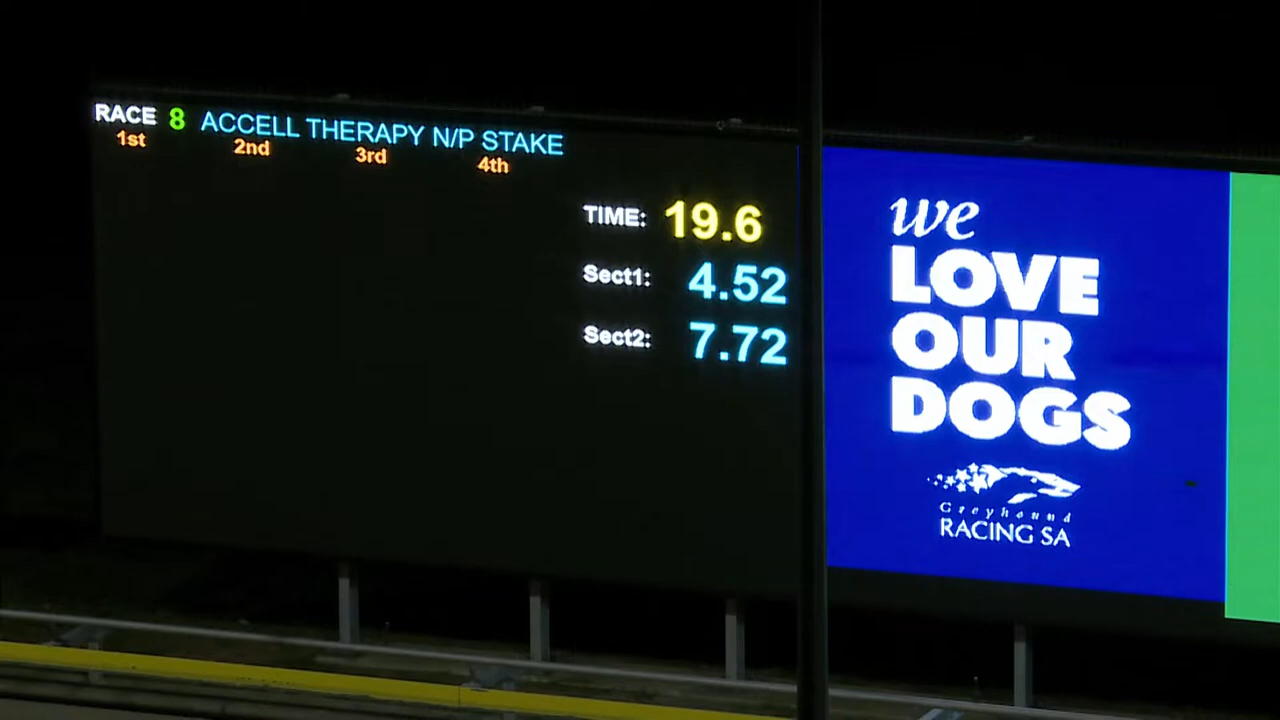 RACE 8 ACCELL THERAPY N/P STAKE
1st 2nd 3rd 4th
TIME: 19.6
Sect1: 4.52
Sect2: 7.72
we
LOVE
OUR
DOGS
Greyhound
RACING SA